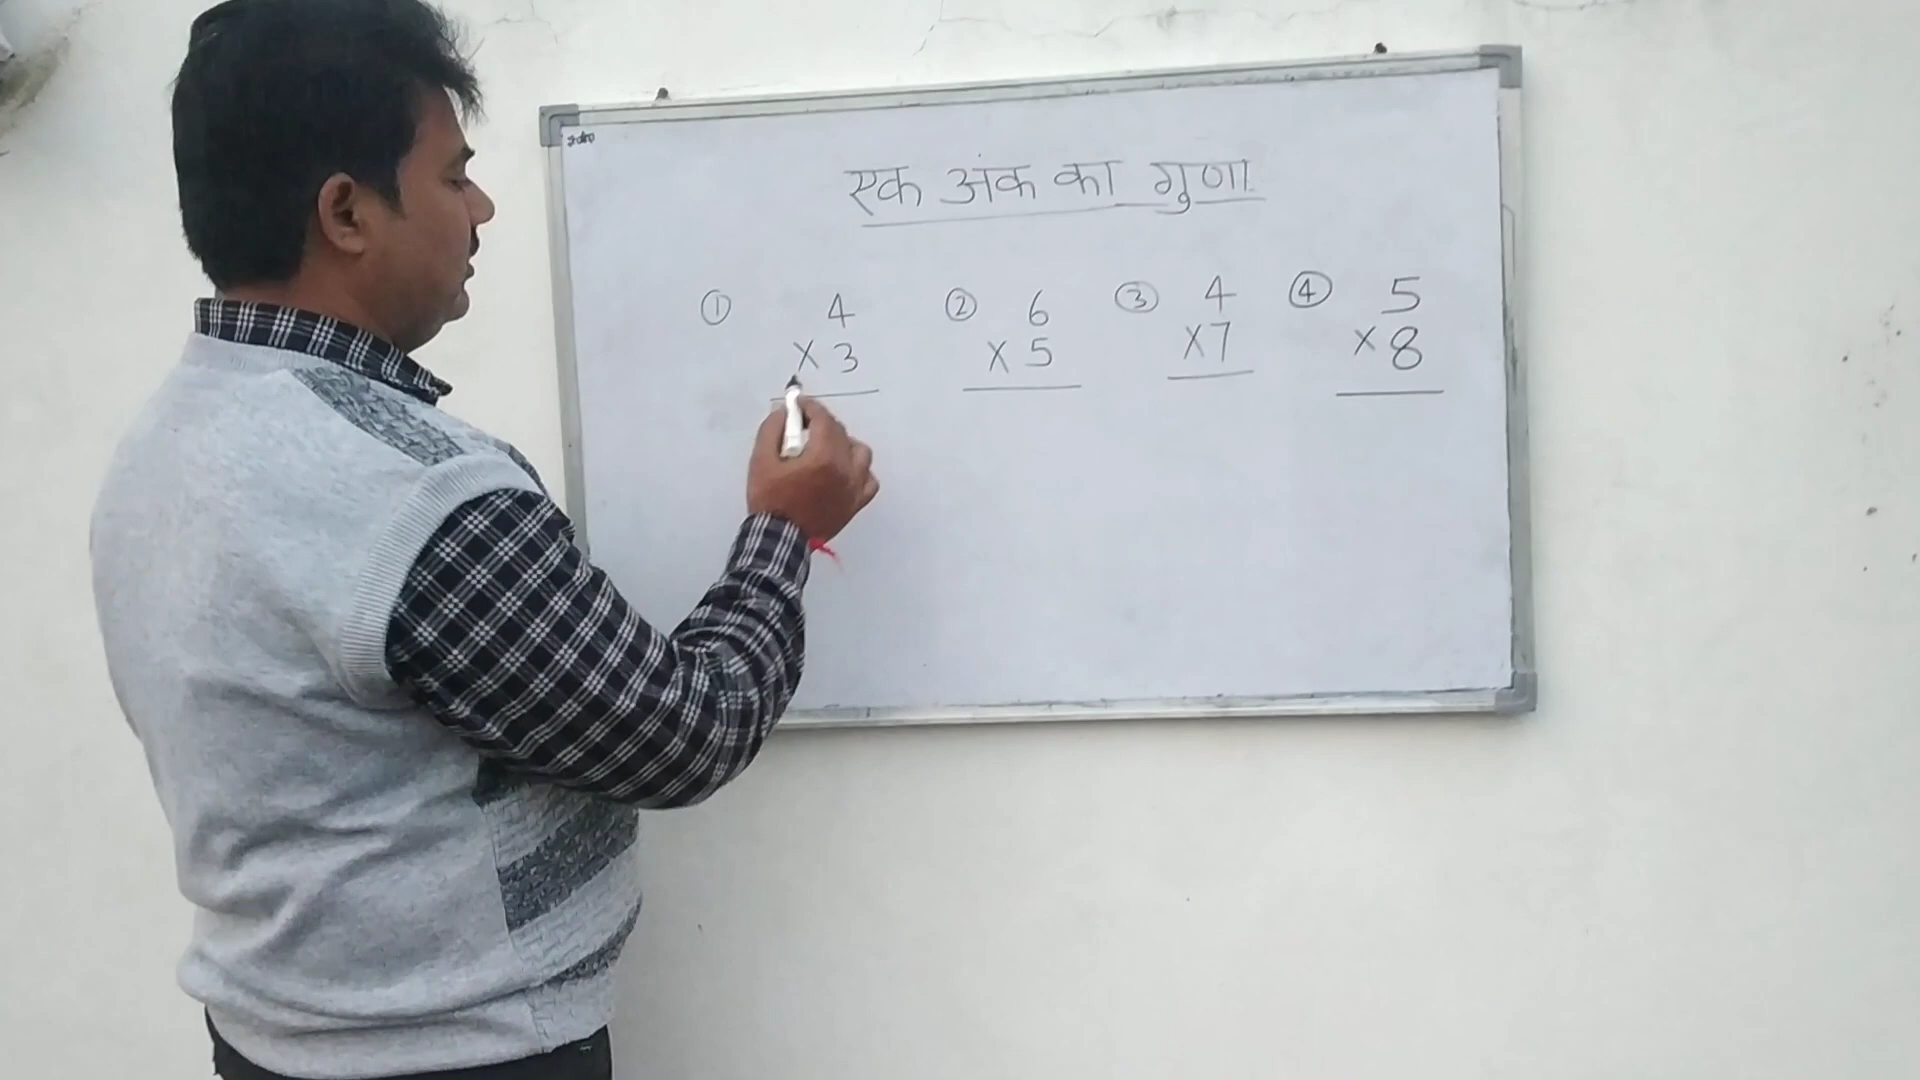 एक अंक का गुणा
① 4 ② 6 ③ 4 ④ 5
× 3 × 5 × 7 × 8